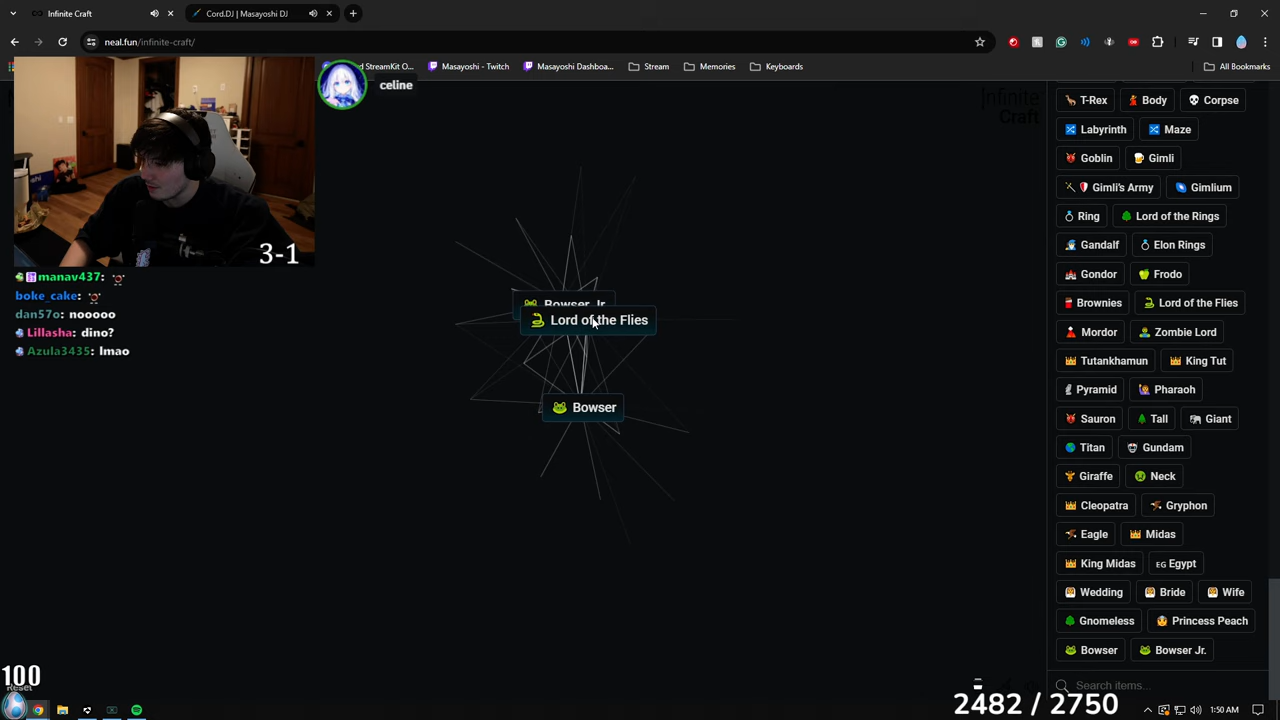 Infinite Craft
Cord.DJ | Masayoshi DJ
neal.fun/infinite-craft/
d StreamKit O...
Masayoshi - Twitch
Masayoshi Dashboa...
Stream
Memories
Keyboards
All Bookmarks
celine
3-1
manav437:
boke_cake:
dan57o: nooooo
Lillasha: dino?
Azula3435: lmao
Infinite
Craft
Bowser Jr.
Lord of the Flies
Bowser
T-Rex Body Corpse
Labyrinth Maze
Goblin Gimli
Gimli's Army Gimlium
Ring Lord of the Rings
Gandalf Elon Rings
Gondor Frodo
Brownies Lord of the Flies
Mordor Zombie Lord
Tutankhamun King Tut
Pyramid Pharaoh
Sauron Tall Giant
Titan Gundam
Giraffe Neck
Cleopatra Gryphon
Eagle Midas
King Midas EG Egypt
Wedding Bride Wife
Gnomeless Princess Peach
Bowser Bowser Jr.
Search items...
100
Reset
2482 / 2750
1:50 AM